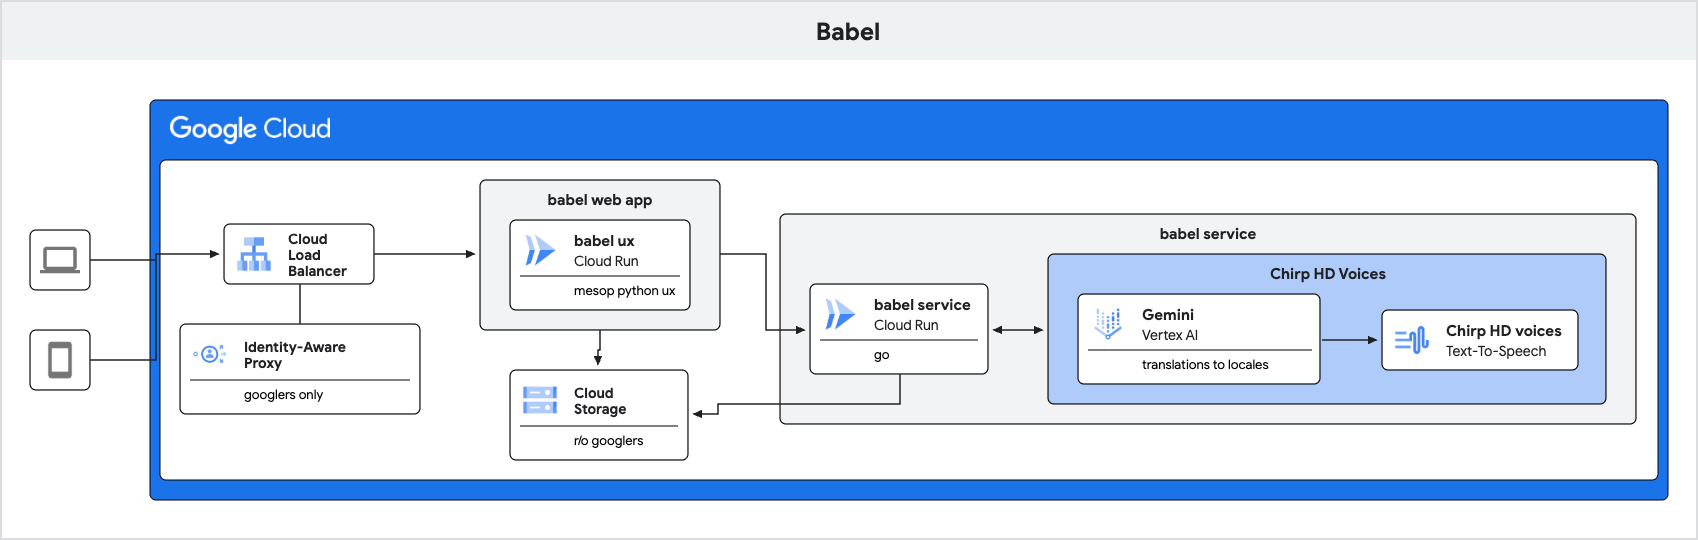 Babel
Google Cloud
Cloud
Load
Balancer
Identity-Aware
Proxy
googlers only
babel web app
babel ux
Cloud Run
mesop python ux
Cloud
Storage
r/o googlers
babel service
babel service
Cloud Run
go
Chirp HD Voices
Gemini
Vertex AI
translations to locales
Chirp HD voices
Text-To-Speech